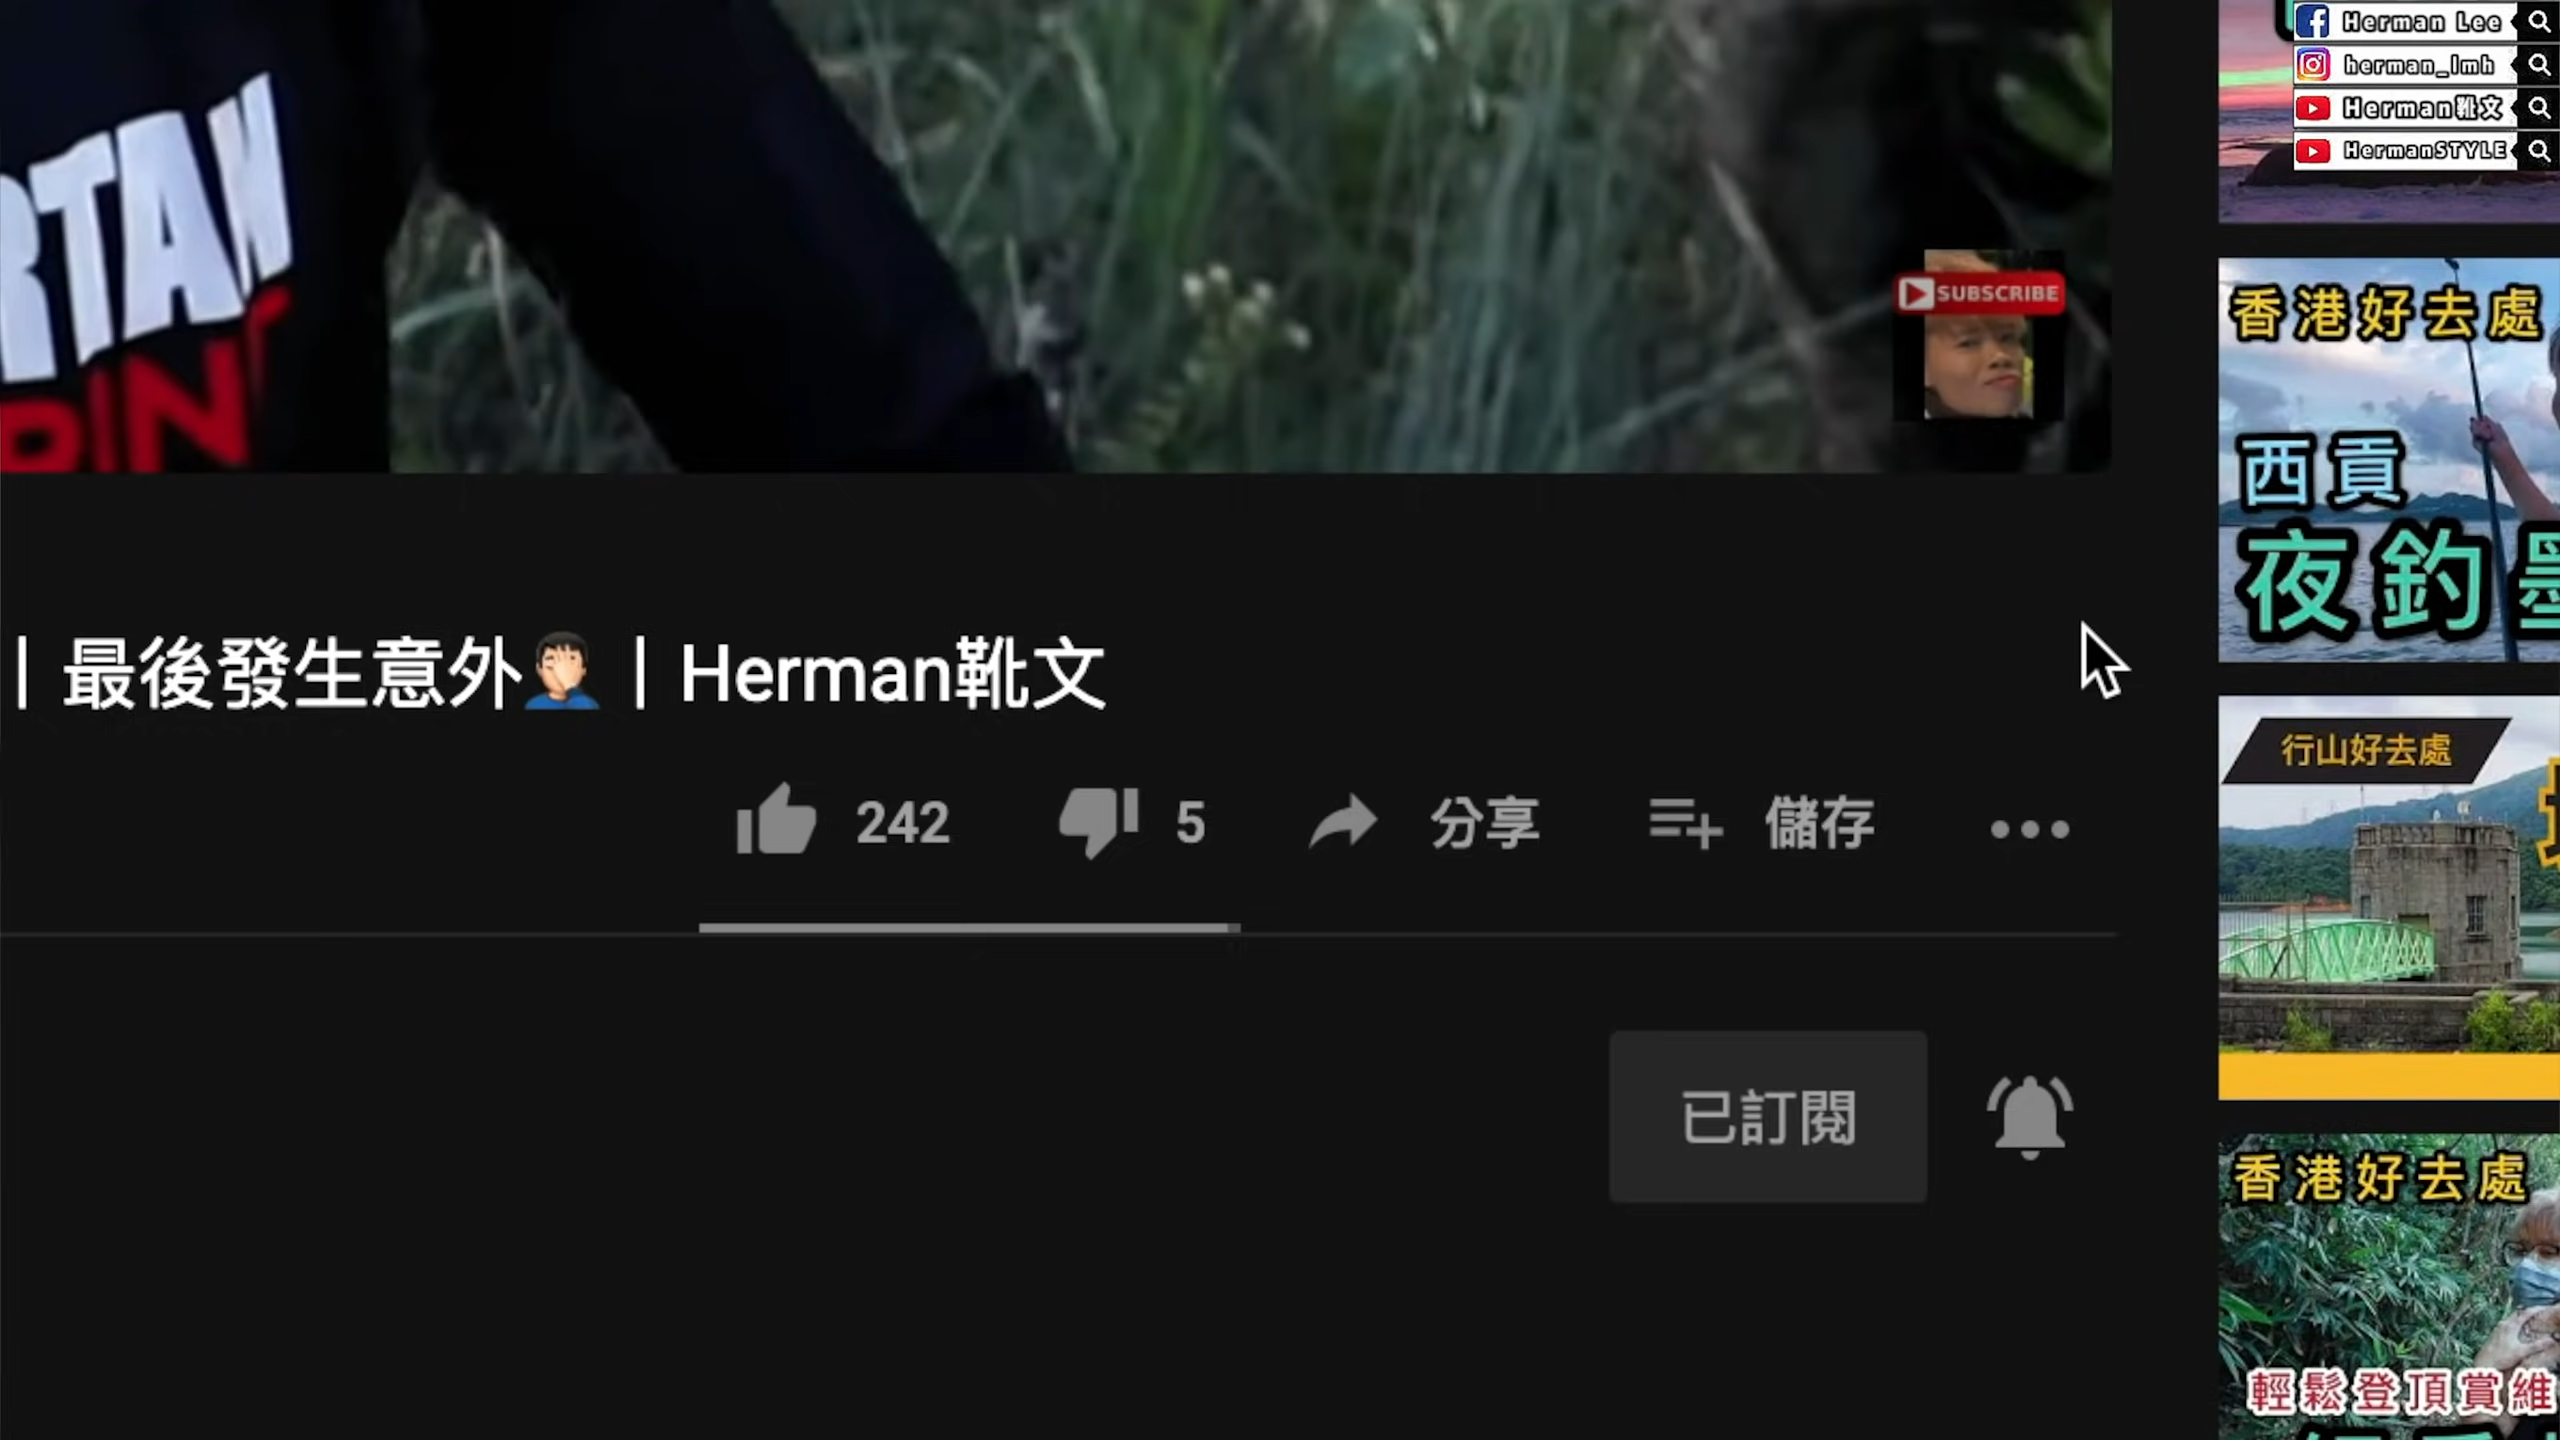 Herman Lee
herman_lmh
Herman靴文
HermanSTYLE
SUBSCRIBE
香港好去處
西貢
夜釣
｜最後發生意外🤦🏻‍♂️｜Herman靴文
242
5
分享
儲存
行山好去處
已訂閱
香港好去處
輕鬆登頂賞維